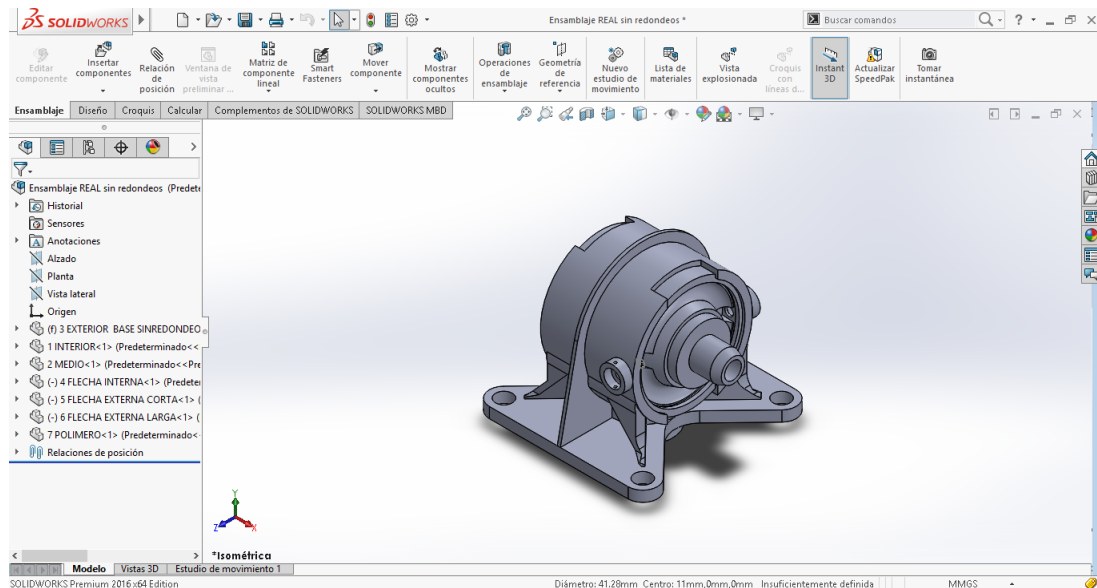 SOLIDWORKS
Ensamblaje REAL sin redondeos *
Buscar comandos
Editar componente
Insertar componentes
Relación de posición
Ventana de vista preliminar ...
Matriz de componente lineal
Smart Fasteners
Mover componente
Mostrar componentes ocultos
Operaciones de ensamblaje
Geometría de referencia
Nuevo estudio de movimiento
Lista de materiales
Vista explosionada
Croquis con líneas d...
Instant 3D
Actualizar SpeedPak
Tomar instantánea
Ensamblaje Diseño Croquis Calcular Complementos de SOLIDWORKS SOLIDWORKS MBD
Ensamblaje REAL sin redondeos (Predete
Historial
Sensores
Anotaciones
Alzado
Planta
Vista lateral
Origen
(f) 3 EXTERIOR BASE SINREDONDEO
1 INTERIOR<1> (Predeterminado<<
2 MEDIO<1> (Predeterminado<<Pre
(-) 4 FLECHA INTERNA<1> (Predeter
(-) 5 FLECHA EXTERNA CORTA<1> (
(-) 6 FLECHA EXTERNA LARGA<1> (
7 POLIMERO<1> (Predeterminado<
Relaciones de posición
Y
Z X
*Isométrica
Modelo Vistas 3D Estudio de movimiento 1
SOLIDWORKS Premium 2016 x64 Edition
Diámetro: 41.28mm Centro: 11mm,0mm,0mm Insuficientemente definida MMGS